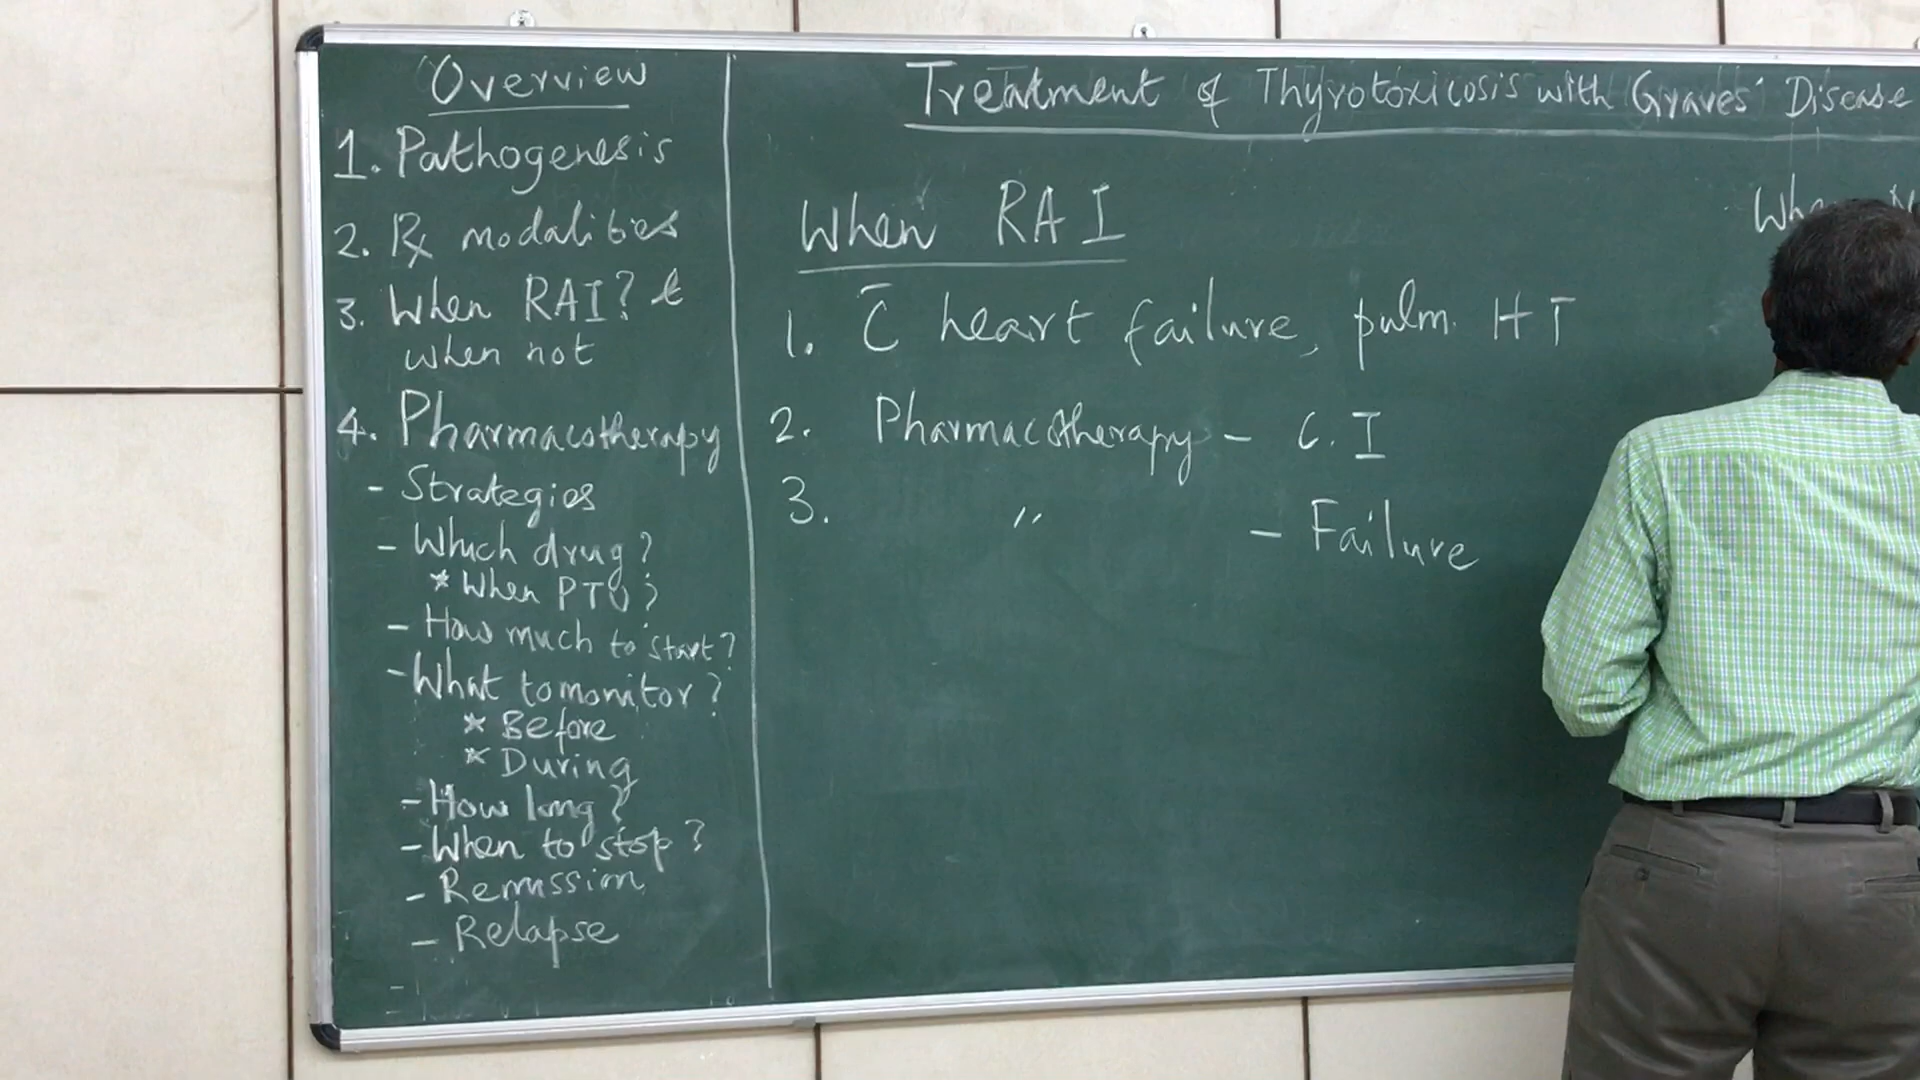 Overview
1. Pathogenesis
2. Rx modalities
3. When RAI? &
when not
4. Pharmacotherapy
- Strategies
- Which drug?
* When PTU?
- How much to start?
- What to monitor?
* Before
* During
- How long?
- When to stop?
- Remission
- Relapse
Treatment of Thyrotoxicosis with Graves' Disease
When RAI
1. c̄ heart failure, pulm. HT
2. Pharmacotherapy - C.I
3. " - Failure